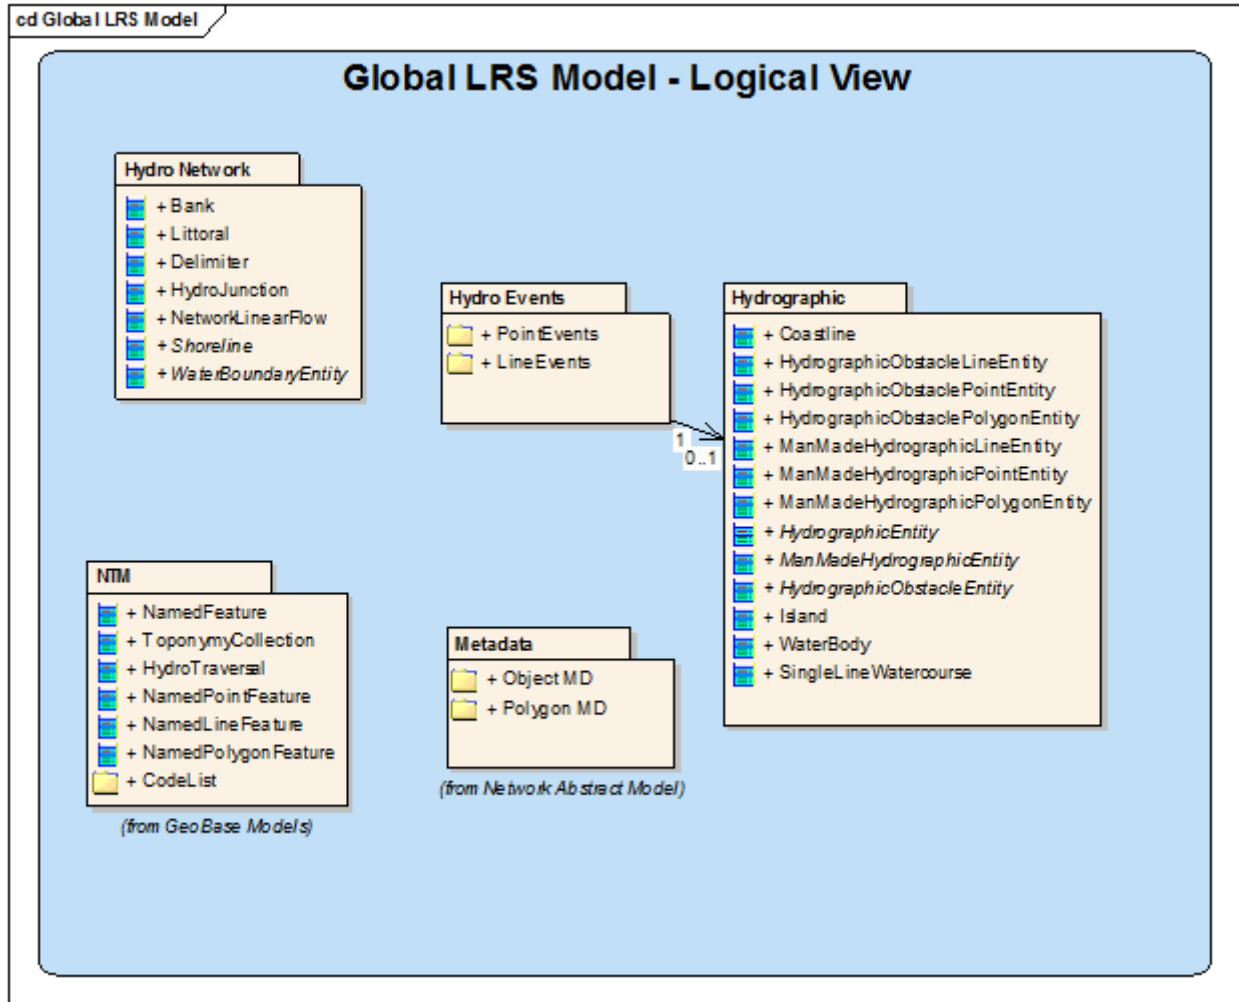 cd Global LRS Model
Global LRS Model - Logical View
Hydro Network
+ Bank
+ Littoral
+ Delimiter
+ HydroJunction
+ NetworkLinearFlow
+ Shoreline
+ WaterBoundaryEntity
Hydro Events
+ PointEvents
+ LineEvents
1
0..1
Hydrographic
+ Coastline
+ HydrographicObstacleLineEntity
+ HydrographicObstaclePointEntity
+ HydrographicObstaclePolygonEntity
+ ManMadeHydrographicLineEntity
+ ManMadeHydrographicPointEntity
+ ManMadeHydrographicPolygonEntity
+ HydrographicEntity
+ ManMadeHydrographicEntity
+ HydrographicObstacleEntity
+ Island
+ WaterBody
+ SingleLineWatercourse
NTM
+ NamedFeature
+ ToponymyCollection
+ HydroTraversal
+ NamedPointFeature
+ NamedLineFeature
+ NamedPolygonFeature
+ CodeList
(from GeoBase Models)
Metadata
+ Object MD
+ Polygon MD
(from Network Abstract Model)